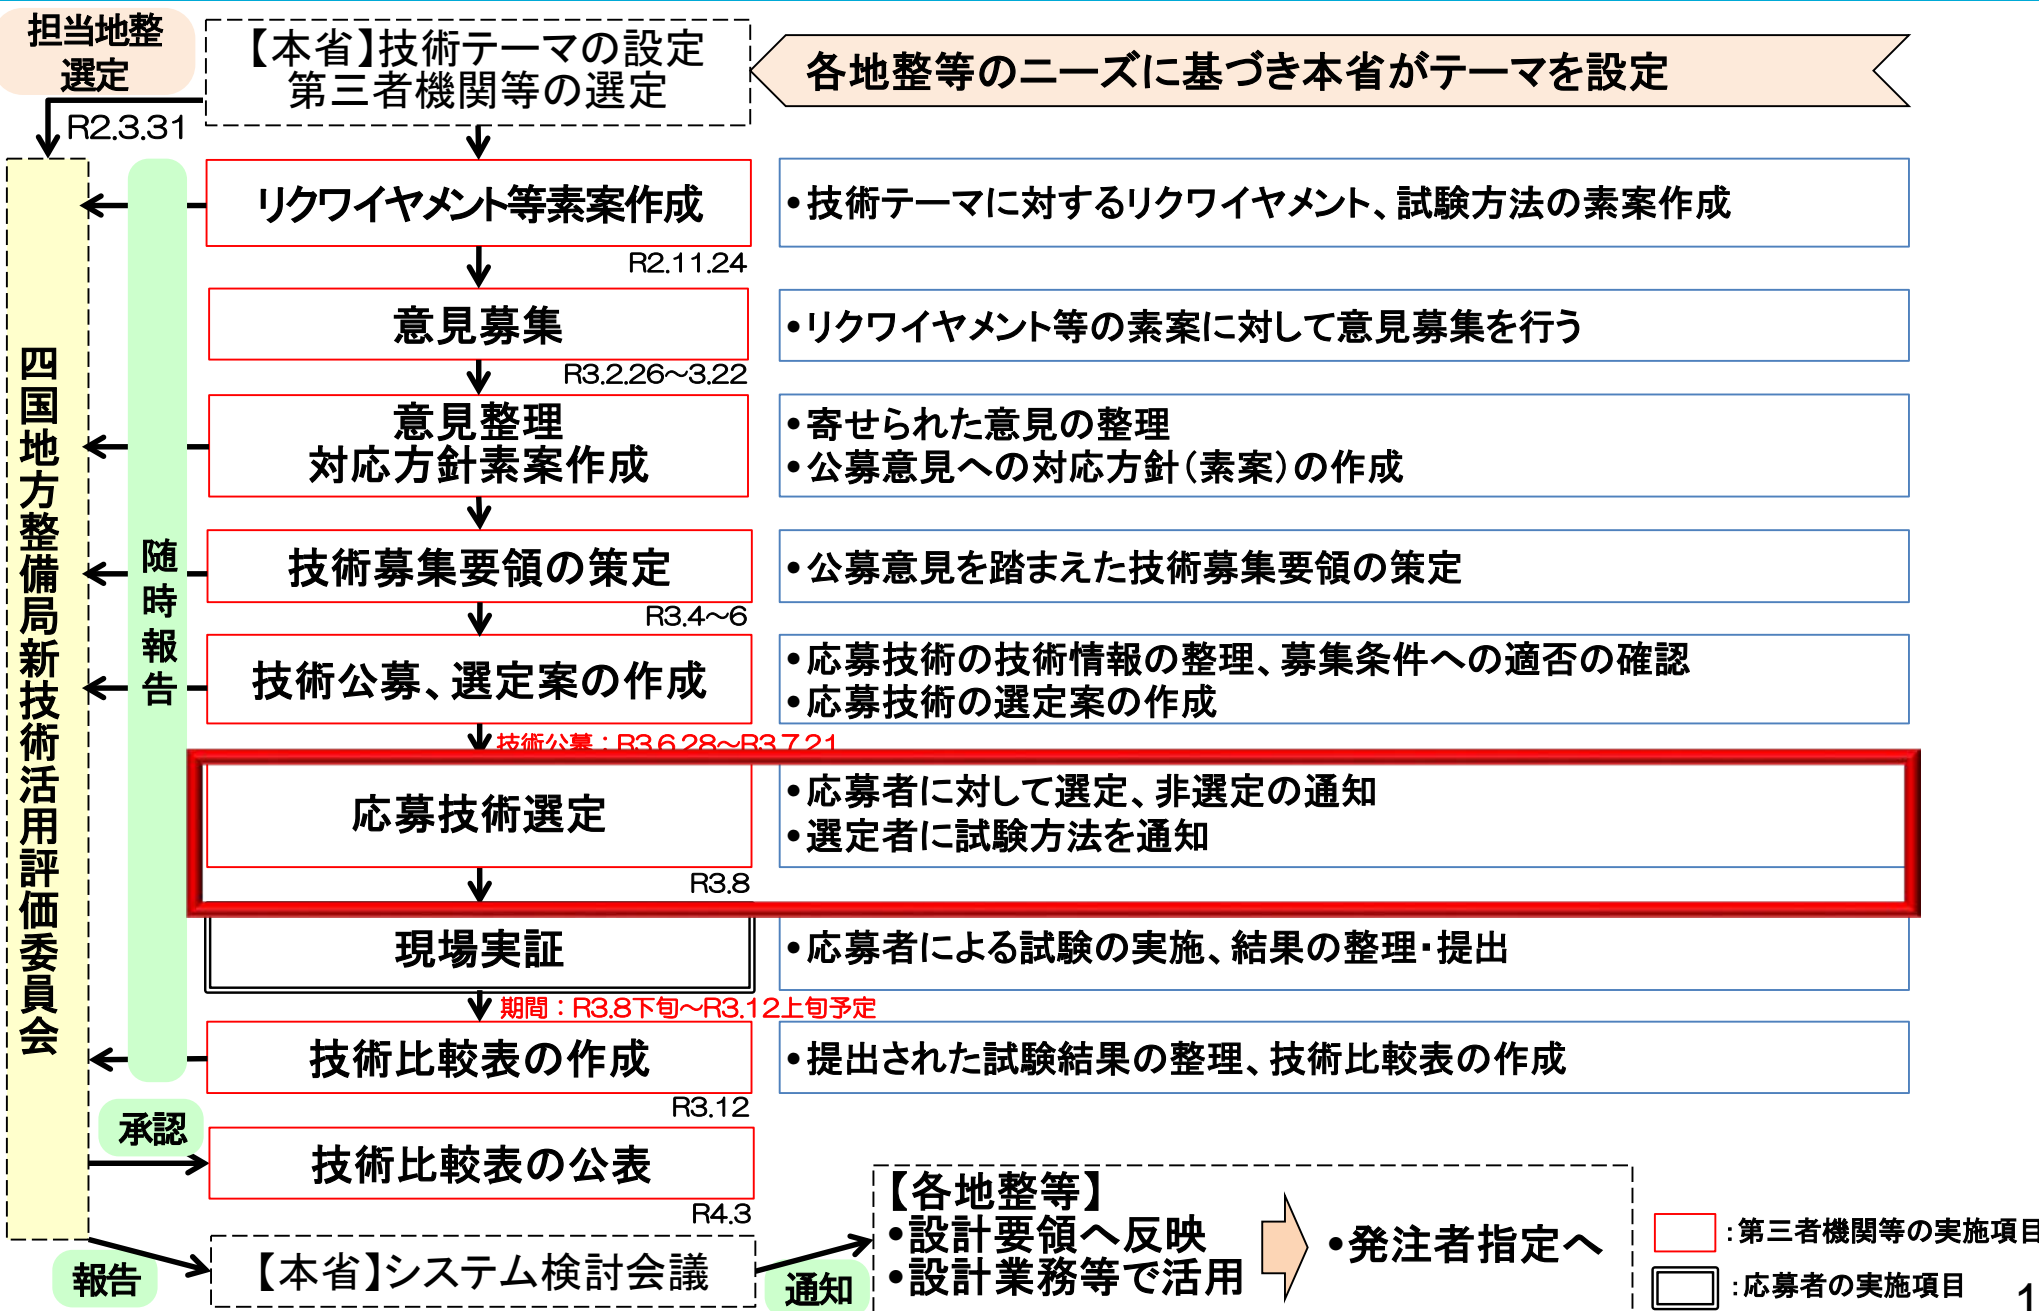 担当地整
選定
【本省】技術テーマの設定
第三者機関等の選定
各地整等のニーズに基づき本省がテーマを設定
R2.3.31
リクワイヤメント等素案作成
•技術テーマに対するリクワイヤメント、試験方法の素案作成
R2.11.24
意見募集
•リクワイヤメント等の素案に対して意見募集を行う
R3.2.26～3.22
意見整理
対応方針素案作成
•寄せられた意見の整理
•公募意見への対応方針(素案)の作成
技術募集要領の策定
•公募意見を踏まえた技術募集要領の策定
R3.4～6
技術公募、選定案の作成
•応募技術の技術情報の整理、募集条件への適否の確認
•応募技術の選定案の作成
技術公募：R3.6.28～R3.7.21
応募技術選定
•応募者に対して選定、非選定の通知
•選定者に試験方法を通知
R3.8
現場実証
•応募者による試験の実施、結果の整理・提出
期間：R3.8下旬～R3.12上旬予定
技術比較表の作成
•提出された試験結果の整理、技術比較表の作成
R3.12
技術比較表の公表
R4.3
四国地方整備局新技術活用評価委員会
随時報告
承認
報告
【本省】システム検討会議
通知
【各地整等】
•設計要領へ反映
•設計業務等で活用
•発注者指定へ
：第三者機関等の実施項目
：応募者の実施項目
1